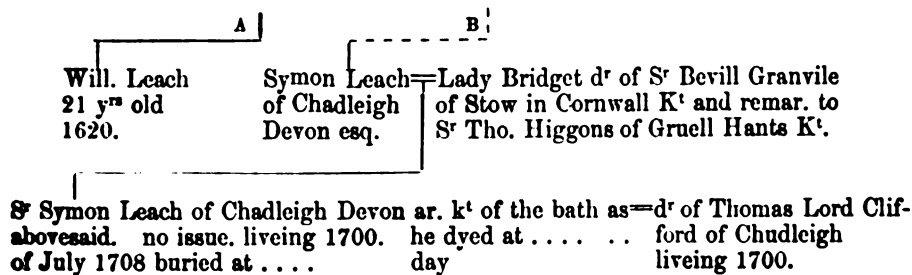 A B
Will. Leach Symon Leach=Lady Bridget dʳ of Sʳ Bevill Granvile
21 yʳˢ old of Chadleigh of Stow in Cornwall Kᵗ and remar. to
1620. Devon esq. Sʳ Tho. Higgons of Gruell Hants Kᵗ.
Sʳ Symon Leach of Chadleigh Devon ar. kᵗ of the bath as=dʳ of Thomas Lord Clif-
abovesaid. no issue. liveing 1700. he dyed at . . . . . . ford of Chudleigh
of July 1708 buried at . . . . day liveing 1700.